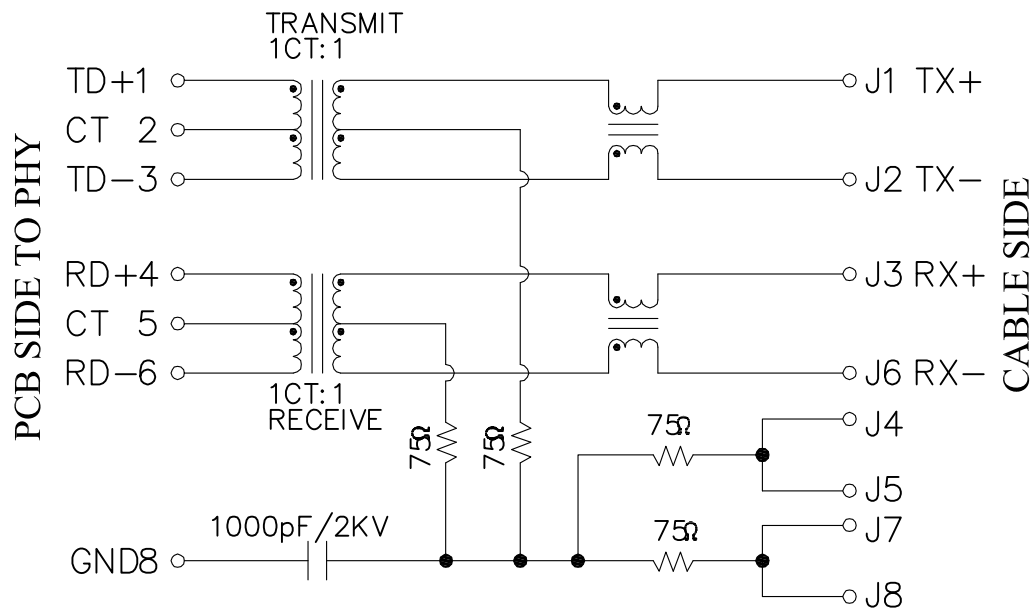 TRANSMIT
1CT:1
TD+1
CT 2
TD-3
J1 TX+
J2 TX-
PCB SIDE TO PHY
CABLE SIDE
RD+4
CT 5
RD-6
J3 RX+
J6 RX-
1CT:1
RECEIVE
75Ω
75Ω
75Ω
J4
J5
1000pF/2KV
75Ω
J7
GND8
J8